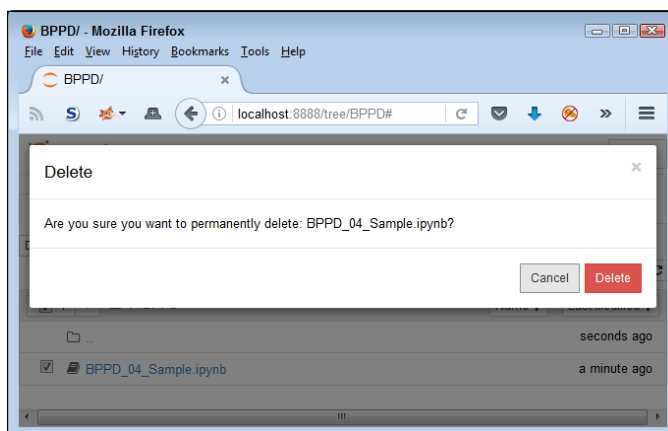 BPPD/ - Mozilla Firefox
File Edit View History Bookmarks Tools Help
BPPD/ ×
S) localhost:8888/tree/BPPD# »
Delete ×
Are you sure you want to permanently delete: BPPD_04_Sample.ipynb?
Cancel Delete
.. seconds ago
BPPD_04_Sample.ipynb a minute ago